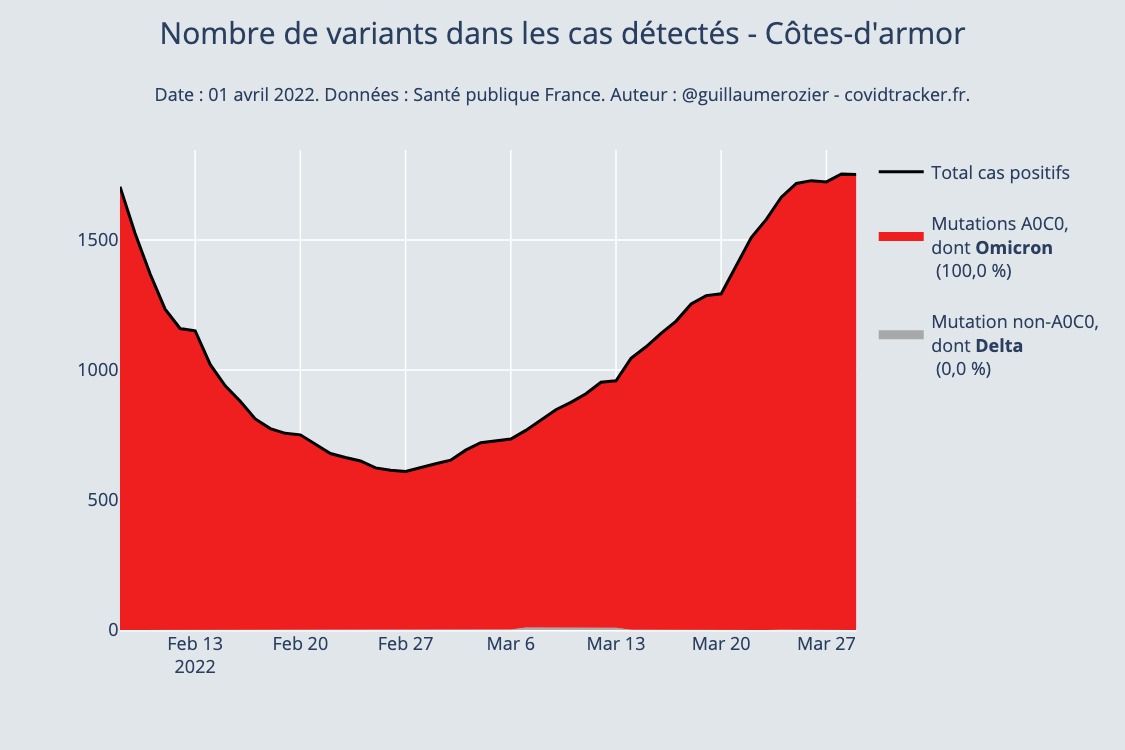 Nombre de variants dans les cas détectés - Côtes-d'armor
Date : 01 avril 2022. Données : Santé publique France. Auteur : @guillaumerozier - covidtracker.fr.
Total cas positifs
Mutations A0C0,
dont Omicron
(100,0 %)
Mutation non-A0C0,
dont Delta
(0,0 %)
1500
1000
500
0
Feb 13
2022
Feb 20
Feb 27
Mar 6
Mar 13
Mar 20
Mar 27